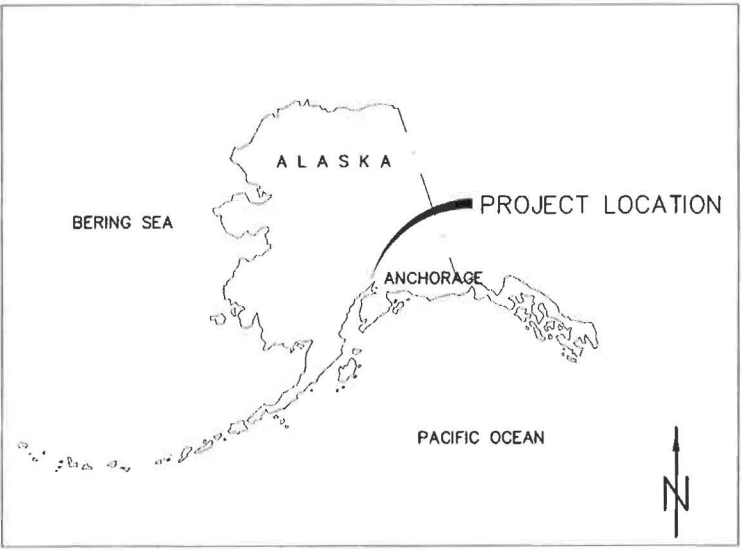 ALASKA
PROJECT LOCATION
BERING SEA
ANCHORAGE
PACIFIC OCEAN
N